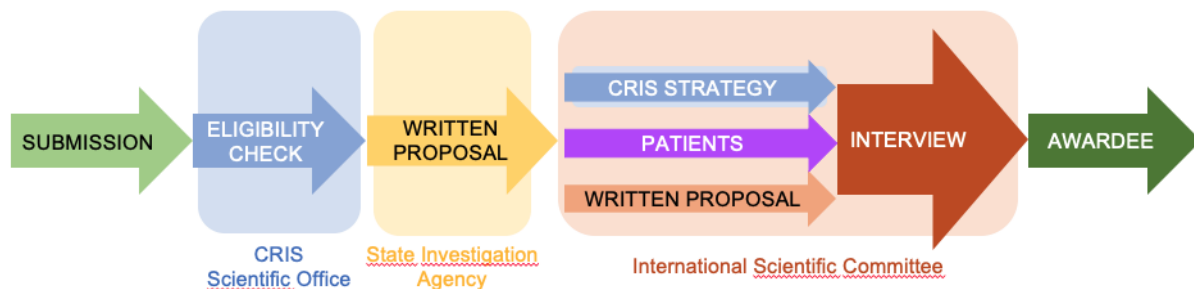 SUBMISSION
ELIGIBILITY
CHECK
WRITTEN
PROPOSAL
CRIS STRATEGY
PATIENTS
WRITTEN PROPOSAL
INTERVIEW
AWARDEE
CRIS
Scientific Office
State Investigation
Agency
International Scientific Committee